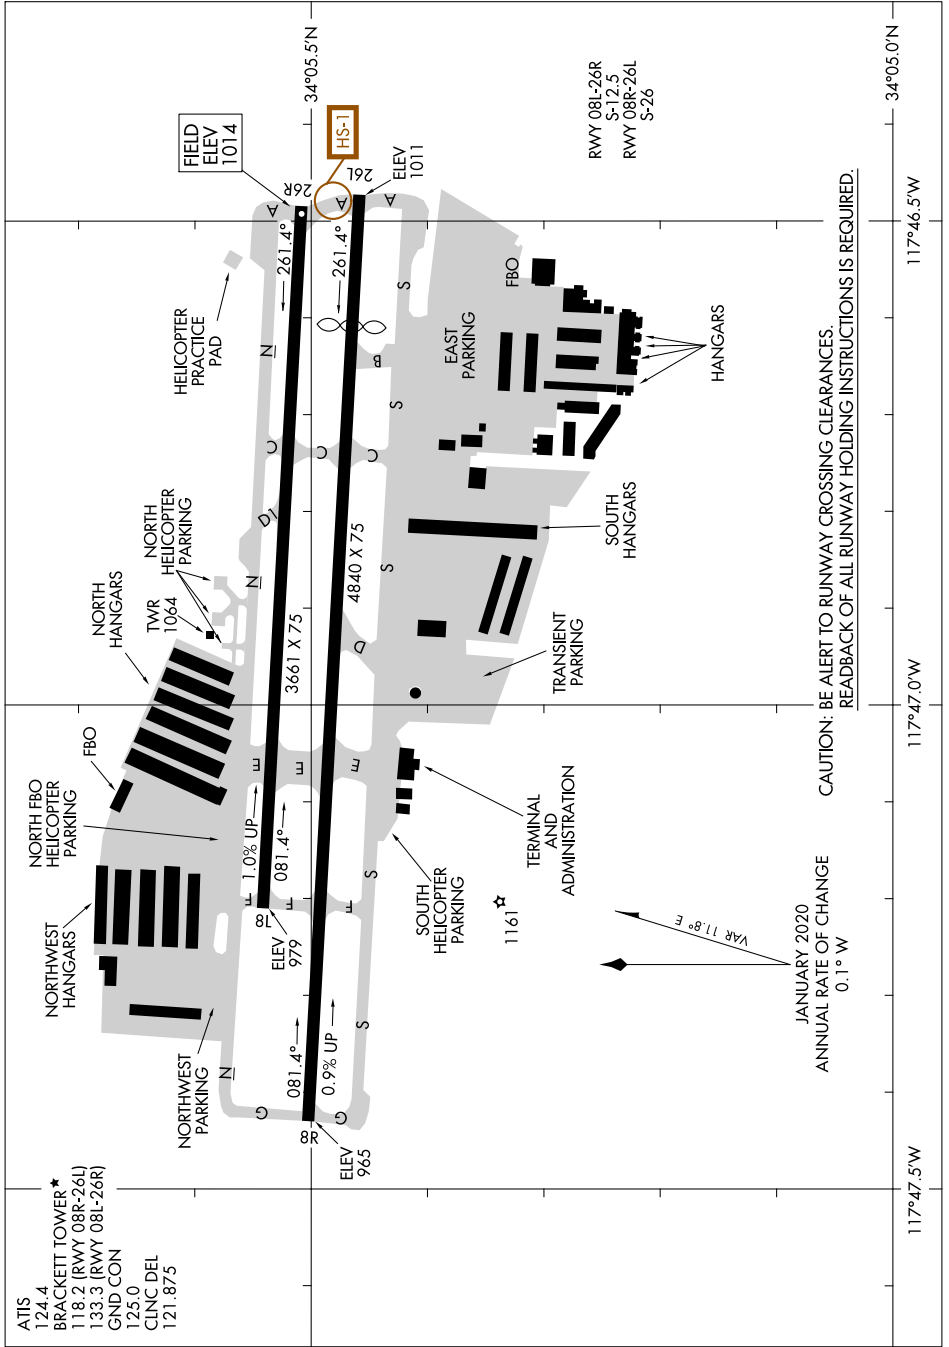 ATIS
124.4
BRACKETT TOWER★
118.2 (RWY 08R-26L)
133.3 (RWY 08L-26R)
GND CON
125.0
CLNC DEL
121.875
NORTHWEST
HANGARS
NORTH FBO
HELICOPTER
PARKING
FBO
NORTH
HANGARS
TWR
1064
NORTH
HELICOPTER
PARKING
HELICOPTER
PRACTICE
PAD
FIELD
ELEV
1014
34°05.5'N
HS-1
NORTHWEST
PARKING
N
N
N
G
G
F
F
F
E
E
E
D1
D
C
C
C
B
A
A
A
S
S
S
S
S
8L
ELEV
979
1.0% UP
081.4°
3661 X 75
261.4°
26R
8R
ELEV
965
081.4°
0.9% UP
4840 X 75
261.4°
26L
ELEV
1011
SOUTH
HELICOPTER
PARKING
1161
TERMINAL
AND
ADMINISTRATION
TRANSIENT
PARKING
SOUTH
HANGARS
EAST
PARKING
FBO
HANGARS
RWY 08L-26R
S-12.5
RWY 08R-26L
S-26
VAR 11.8° E
JANUARY 2020
ANNUAL RATE OF CHANGE
0.1° W
CAUTION: BE ALERT TO RUNWAY CROSSING CLEARANCES.
READBACK OF ALL RUNWAY HOLDING INSTRUCTIONS IS REQUIRED.
34°05.0'N
117°47.5'W
117°47.0'W
117°46.5'W